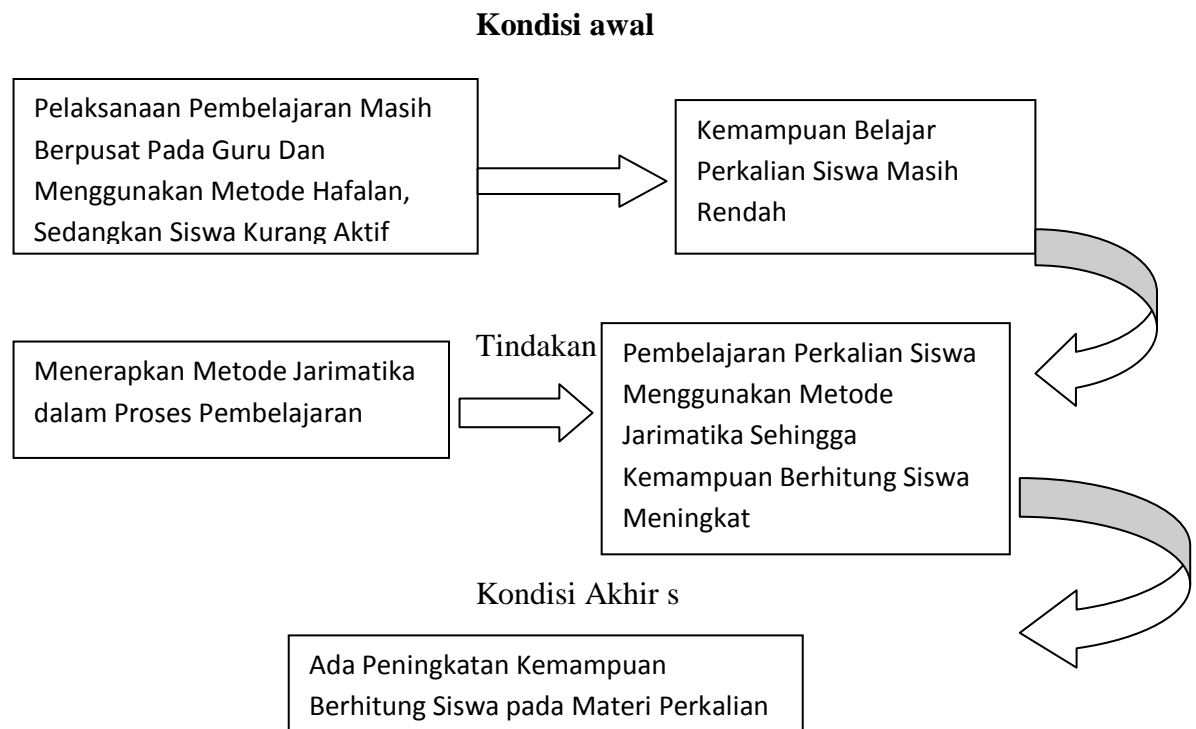 Kondisi awal
Pelaksanaan Pembelajaran Masih
Berpusat Pada Guru Dan
Menggunakan Metode Hafalan,
Sedangkan Siswa Kurang Aktif
Kemampuan Belajar
Perkalian Siswa Masih
Rendah
Tindakan
Menerapkan Metode Jarimatika
dalam Proses Pembelajaran
Pembelajaran Perkalian Siswa
Menggunakan Metode
Jarimatika Sehingga
Kemampuan Berhitung Siswa
Meningkat
Kondisi Akhir s
Ada Peningkatan Kemampuan
Berhitung Siswa pada Materi Perkalian